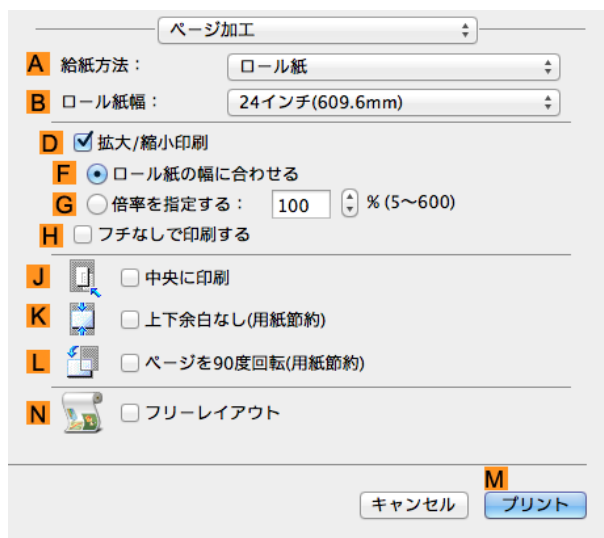 ページ加工
A 給紙方法： ロール紙
B ロール紙幅： 24インチ(609.6mm)
D 拡大/縮小印刷
F ロール紙の幅に合わせる
G 倍率を指定する： 100 % (5～600)
H フチなしで印刷する
J 中央に印刷
K 上下余白なし(用紙節約)
L ページを90度回転(用紙節約)
N フリーレイアウト
M
キャンセル プリント